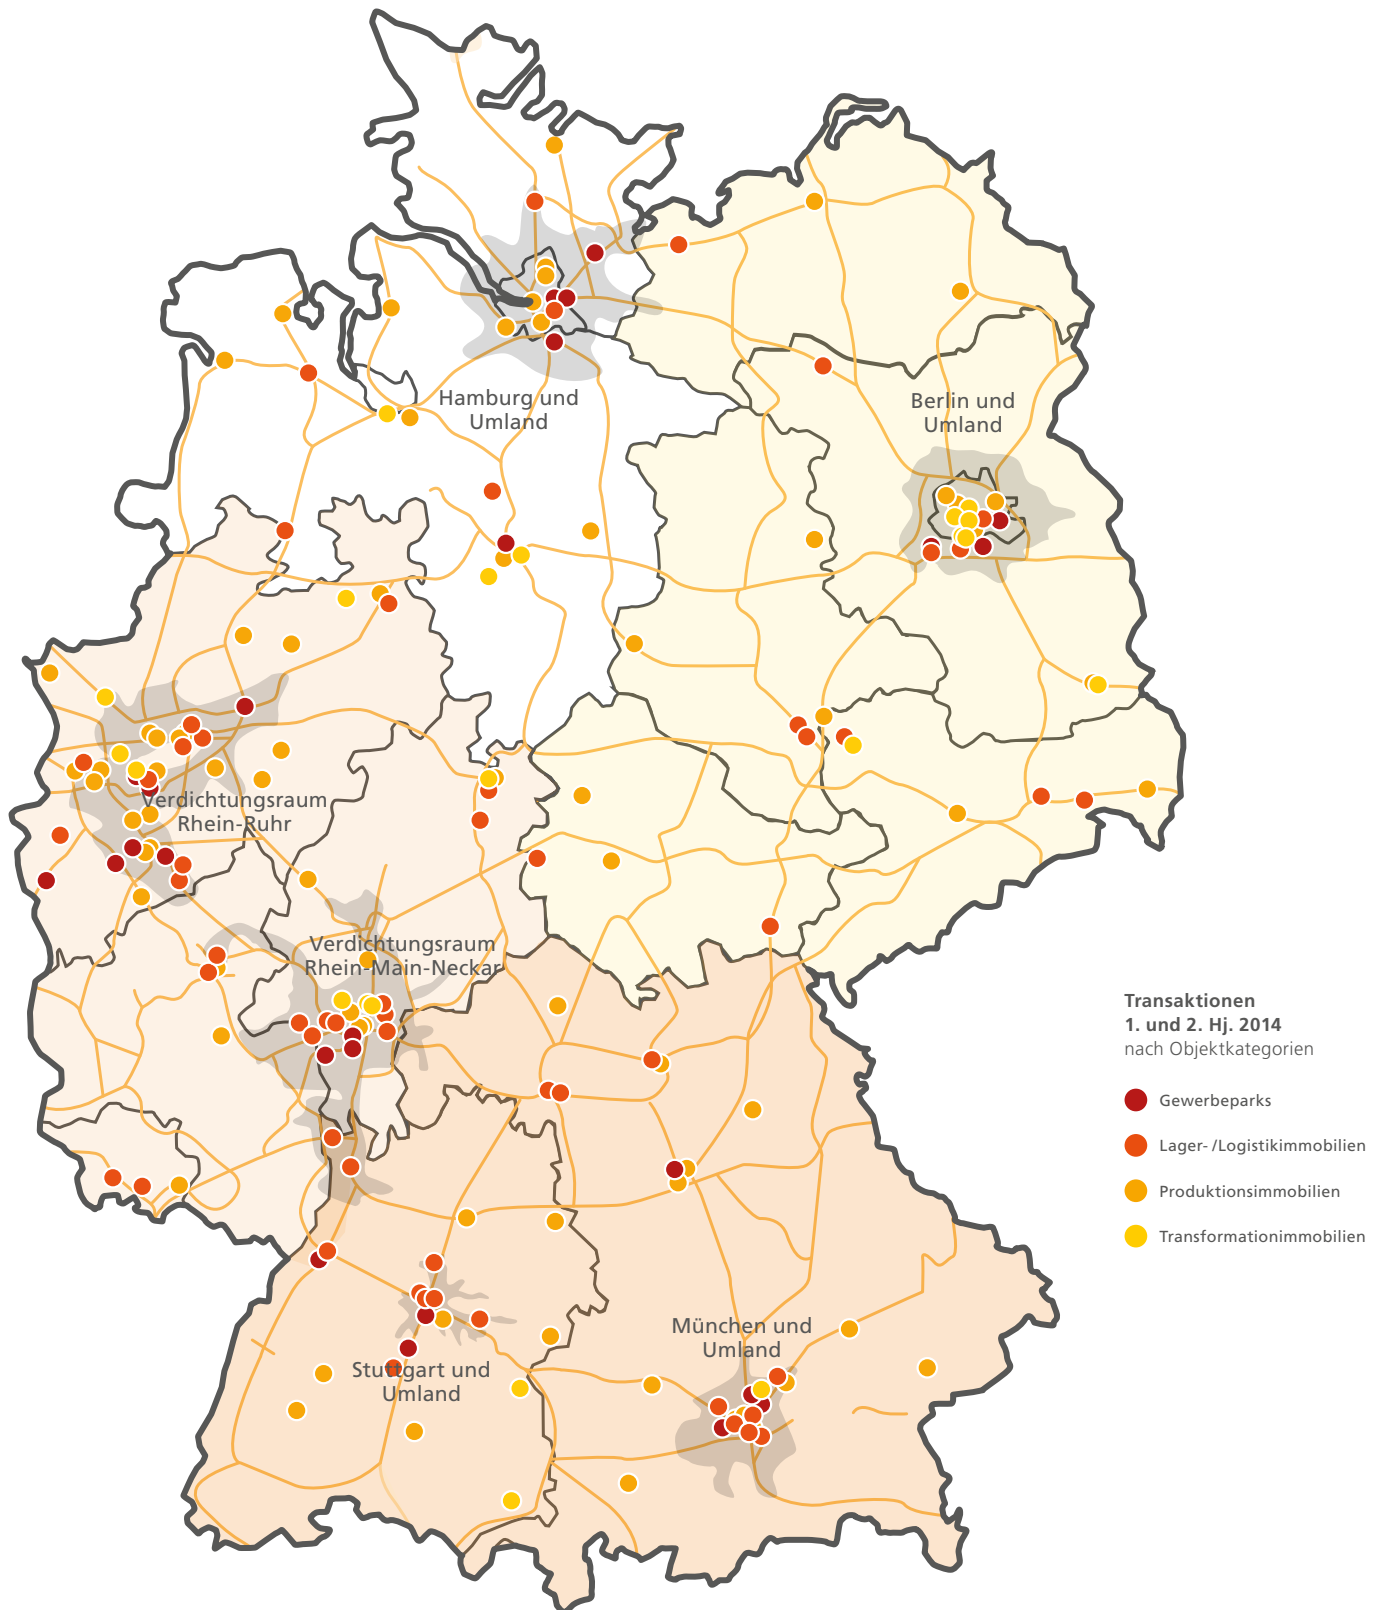 Hamburg und
Umland
Berlin und
Umland
Verdichtungsraum
Rhein-Ruhr
Verdichtungsraum
Rhein-Main-Neckar
Transaktionen
1. und 2. Hj. 2014
nach Objektkategorien
Gewerbeparks
Lager- /Logistikimmobilien
Produktionsimmobilien
Transformationimmobilien
München und
Umland
Stuttgart und
Umland